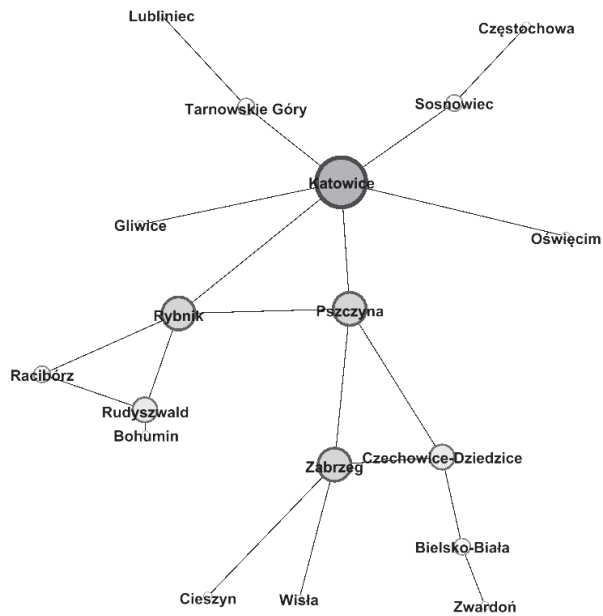 Lubliniec
Częstochowa
Tarnowskie Góry
Sosnowiec
Katowice
Gliwice
Oświęcim
Rybnik
Pszczyna
Racibórz
Rudyszwald
Bohumin
Zabrzeg
Czechowice-Dziedzice
Bielsko-Biała
Cieszyn
Wisła
Zwardoń